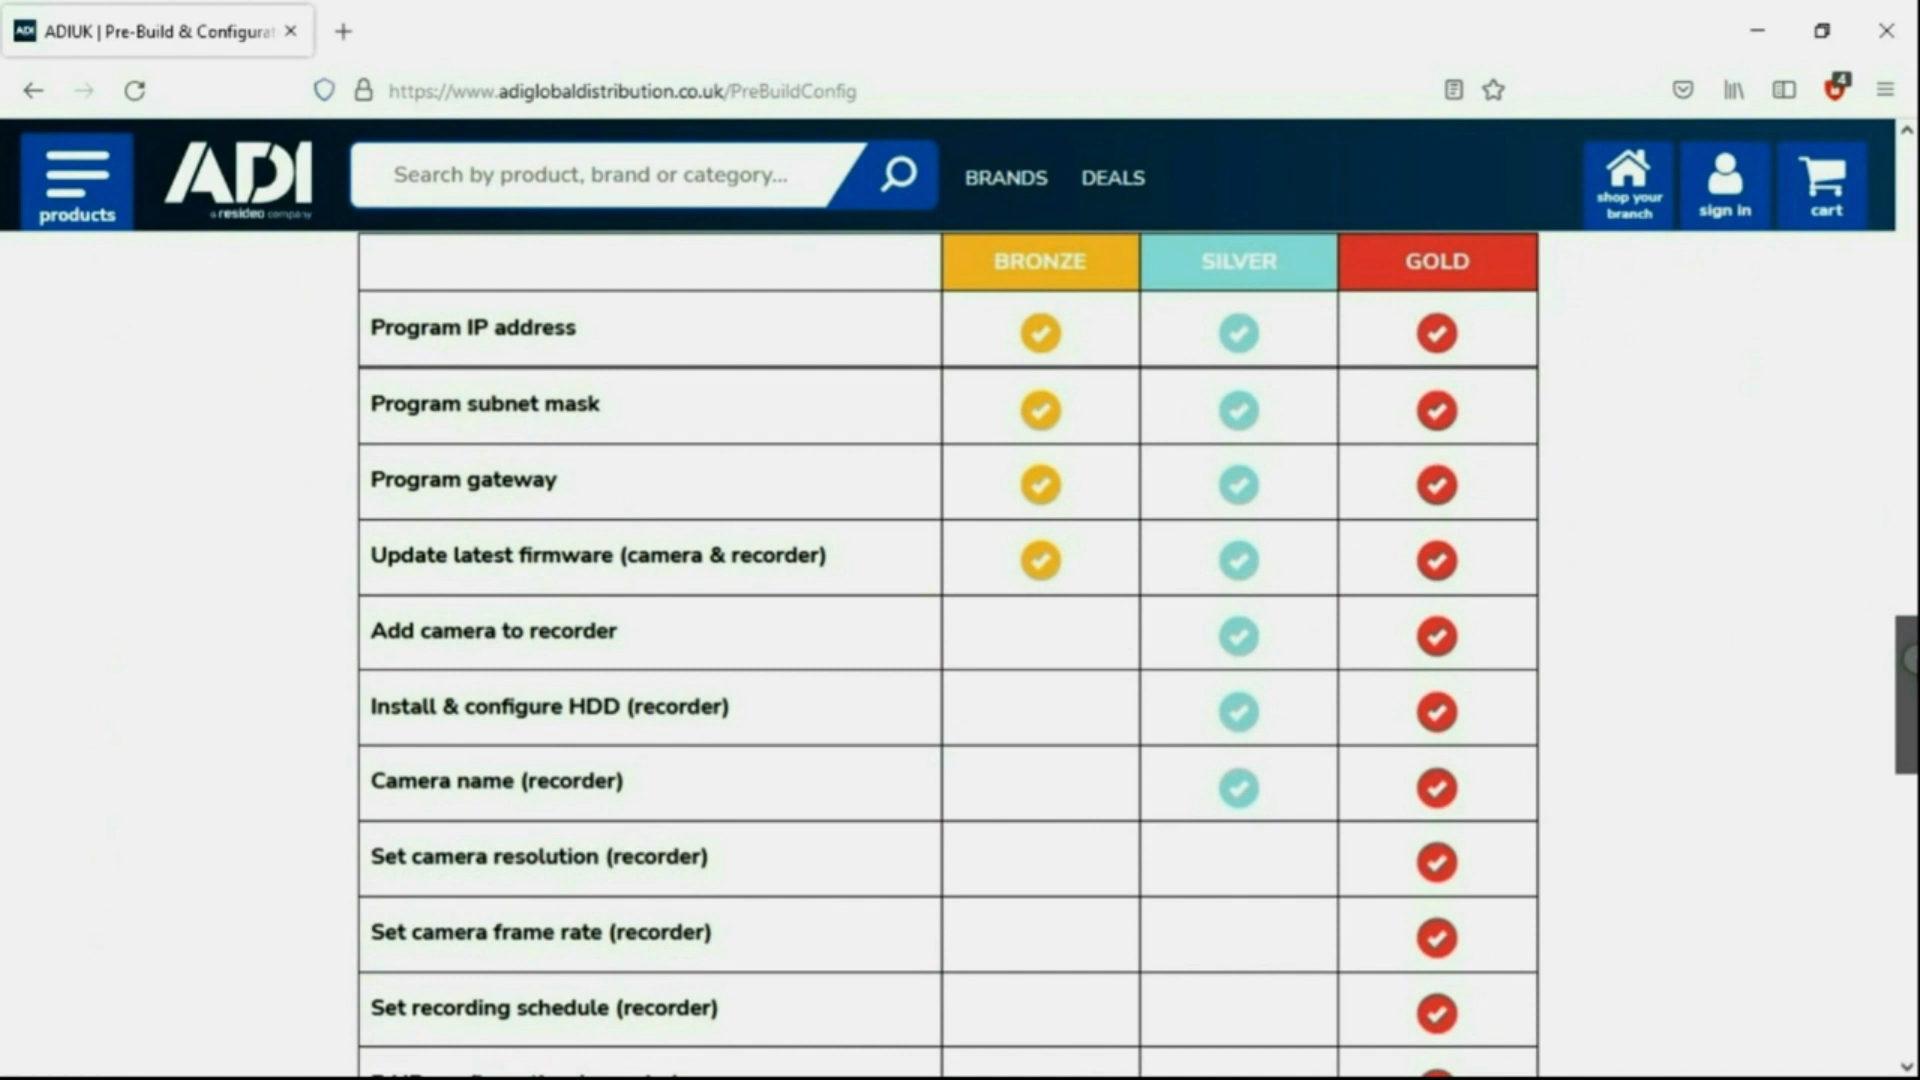 ADIUK | Pre-Build & Configurat
https://www.adiglobaldistribution.co.uk/PreBuildConfig
4
products
ADI
a resideo company
Search by product, brand or category...
BRANDS
DEALS
shop your
branch
sign in
cart
BRONZE
SILVER
GOLD
Program IP address
Program subnet mask
Program gateway
Update latest firmware (camera & recorder)
Add camera to recorder
Install & configure HDD (recorder)
Camera name (recorder)
Set camera resolution (recorder)
Set camera frame rate (recorder)
Set recording schedule (recorder)